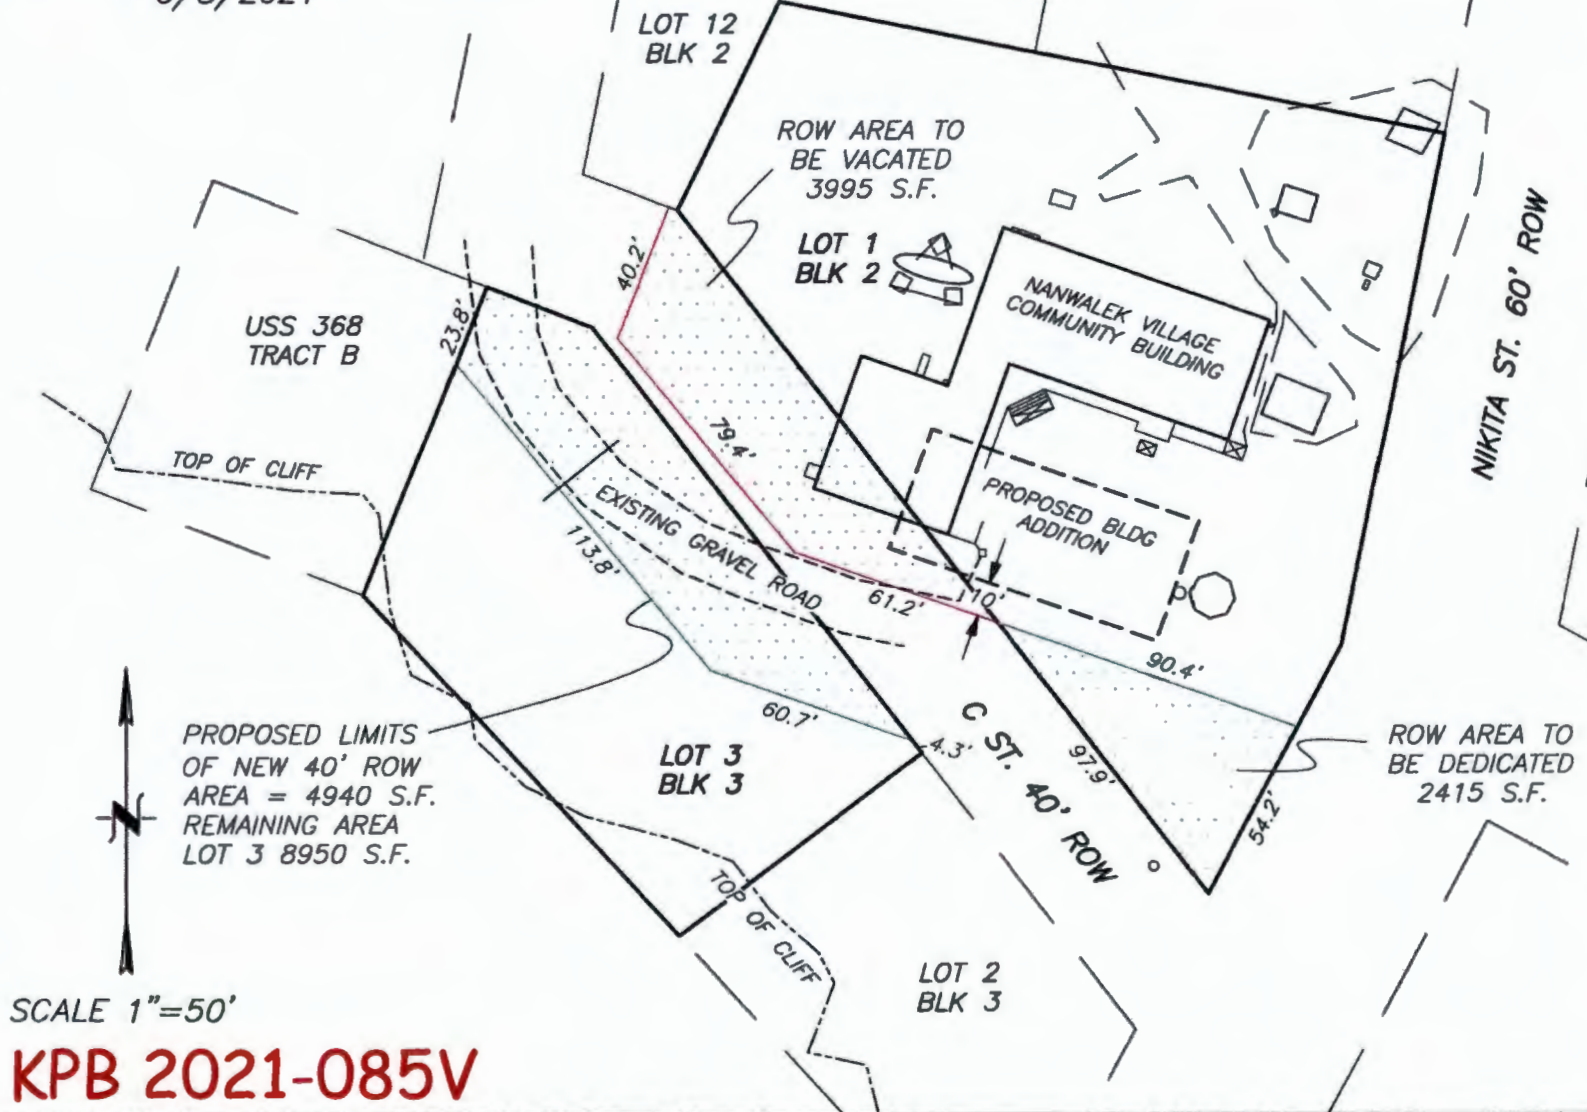 LOT 12
BLK 2
ROW AREA TO
BE VACATED
3995 S.F.
LOT 1
BLK 2
NANWALEK VILLAGE
COMMUNITY BUILDING
NIKITA ST. 60' ROW
40.2'
23.8'
USS 368
TRACT B
79.4'
TOP OF CLIFF
EXISTING GRAVEL ROAD
113.8'
PROPOSED BLDG
ADDITION
61.2'
10'
90.4'
60.7'
4.3'
C ST. 40' ROW
97.9'
54.2'
PROPOSED LIMITS
OF NEW 40' ROW
AREA = 4940 S.F.
REMAINING AREA
LOT 3 8950 S.F.
LOT 3
BLK 3
ROW AREA TO
BE DEDICATED
2415 S.F.
N
TOP OF CLIFF
LOT 2
BLK 3
SCALE 1"=50'
KPB 2021-085V